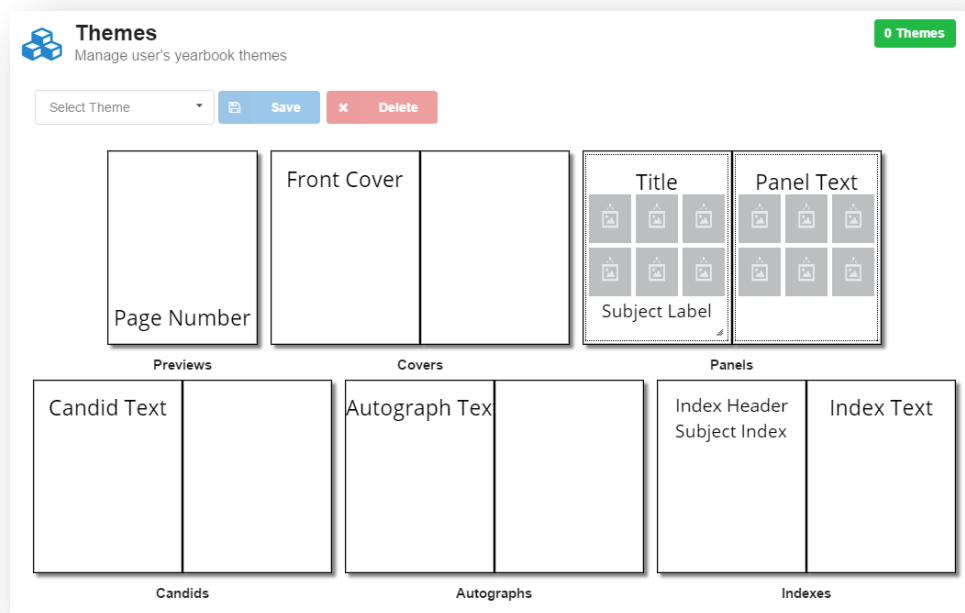 Themes
0 Themes
Manage user's yearbook themes
Select Theme
Save
Delete
Front Cover
Title
Panel Text
Page Number
Subject Label
Previews
Covers
Panels
Candid Text
Autograph Tex
Index Header
Subject Index
Index Text
Candids
Autographs
Indexes